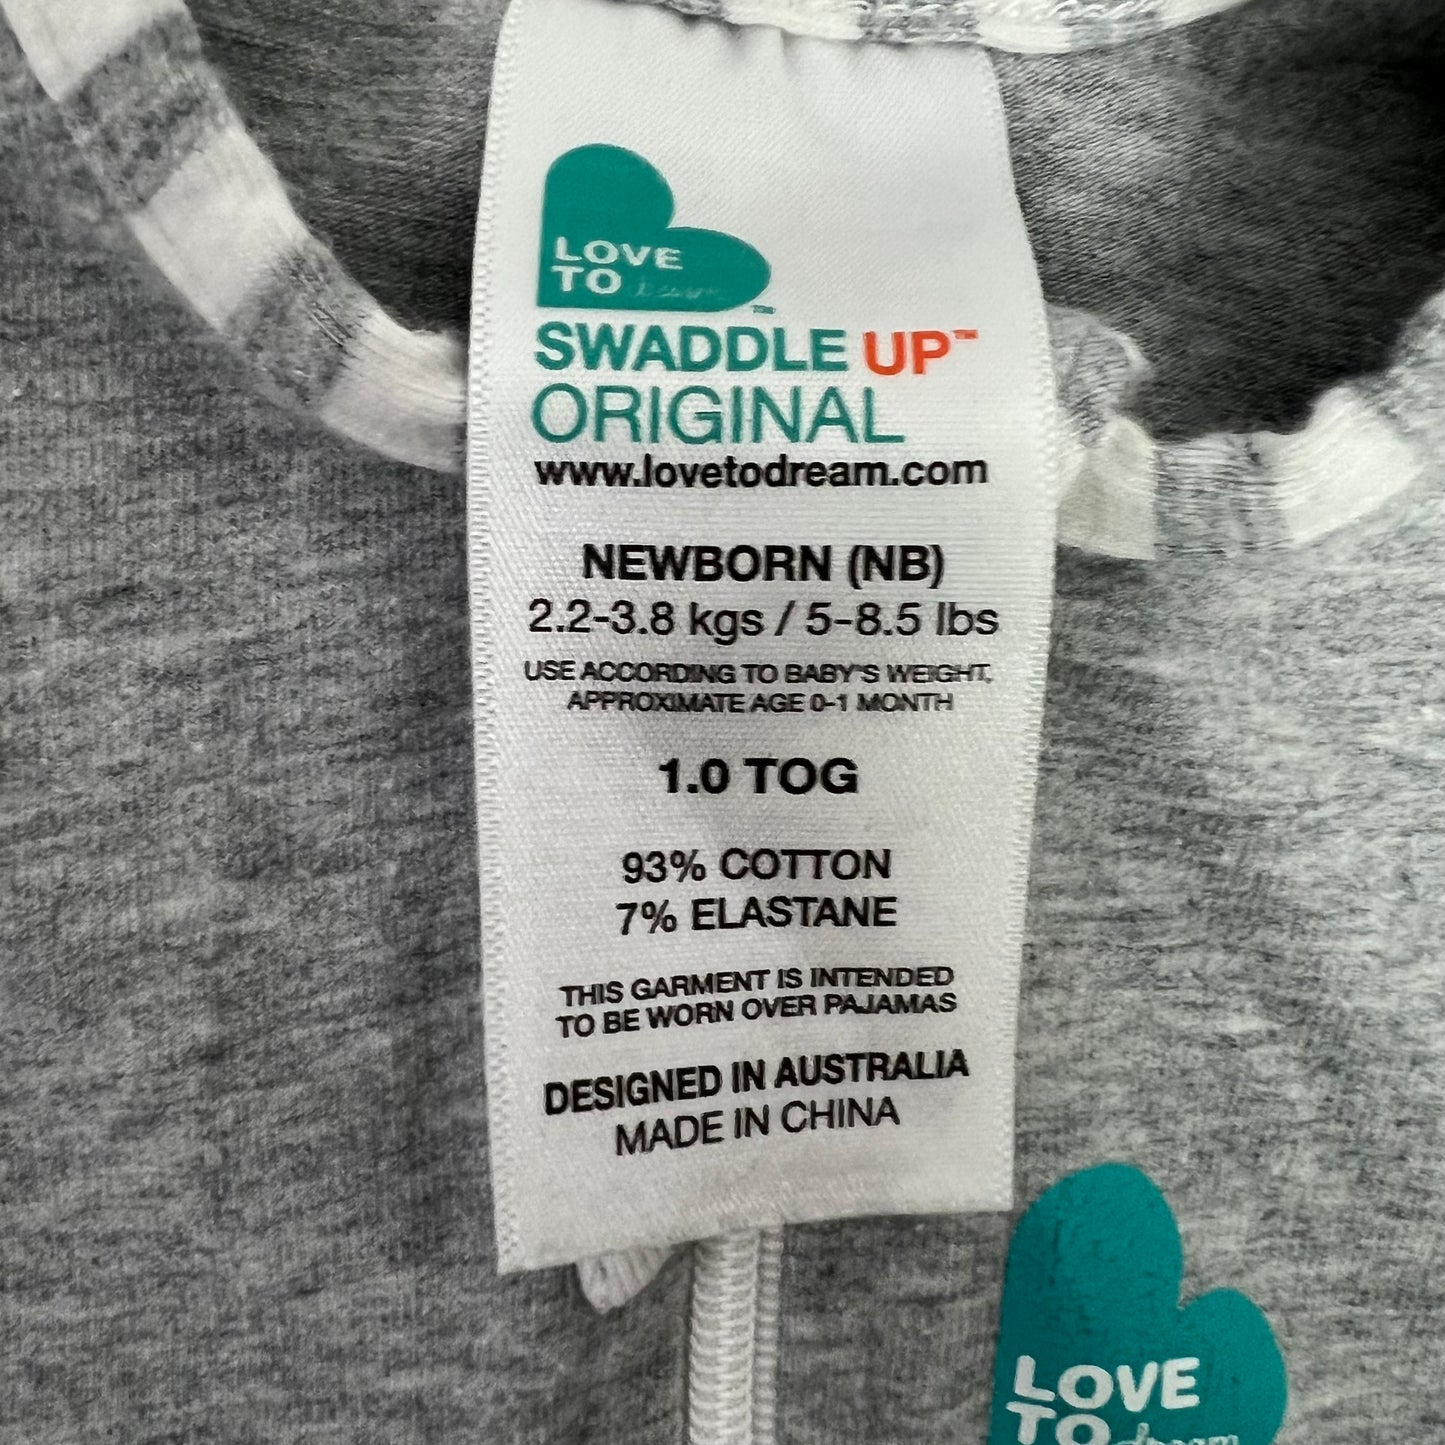 LOVE
TO
™
SWADDLE UP™
ORIGINAL
www.lovetodream.com
NEWBORN (NB)
2.2-3.8 kgs / 5-8.5 lbs
USE ACCORDING TO BABY'S WEIGHT,
APPROXIMATE AGE 0-1 MONTH
1.0 TOG
93% COTTON
7% ELASTANE
THIS GARMENT IS INTENDED
TO BE WORN OVER PAJAMAS
DESIGNED IN AUSTRALIA
MADE IN CHINA
LOVE
TO dream